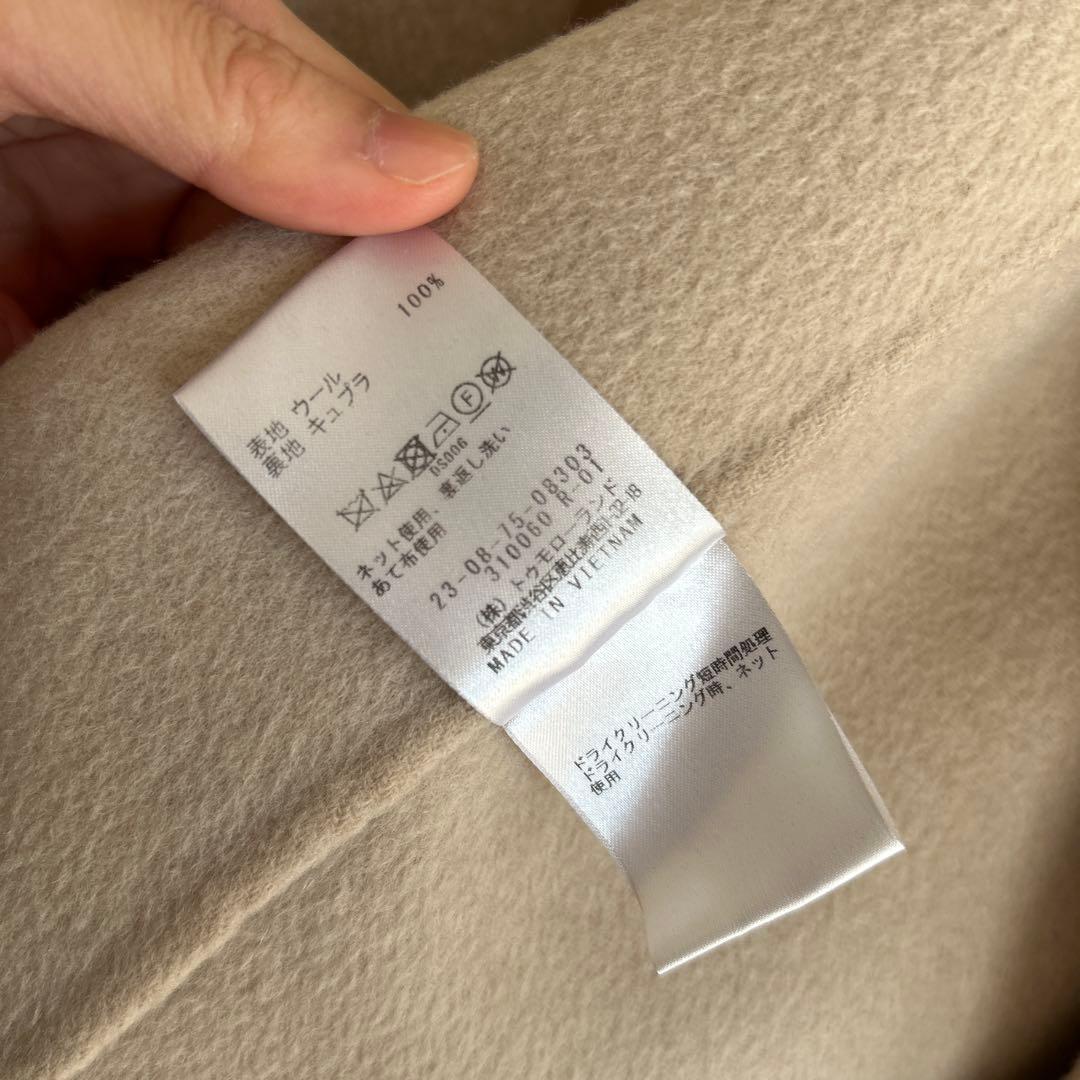 100%
表地 ウール
裏地 キュプラ
DS006
ネット使用、裏返し洗い
あて布使用
23-08-75-08303
310060 R-01
(株)トゥモローランド
東京都渋谷区恵比寿西1-32-18
MADE IN VIETNAM
ドライクリーニング短時間処理
ドライクリーニング時、ネット
使用